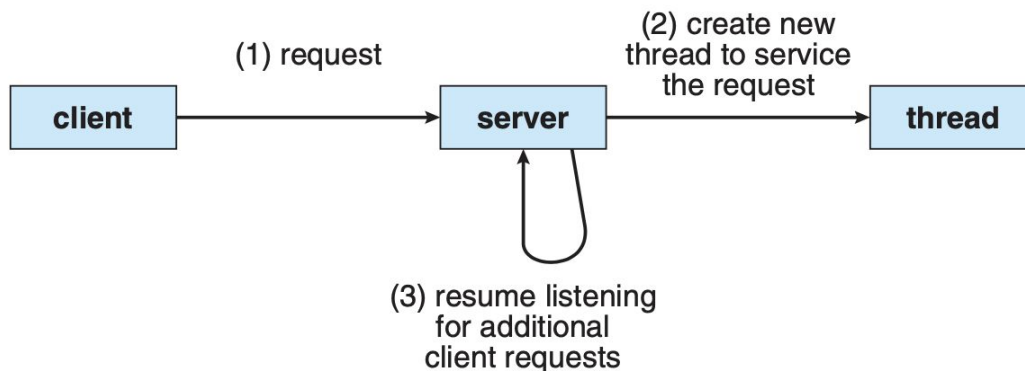 (1) request
(2) create new
thread to service
the request
client
server
thread
(3) resume listening
for additional
client requests